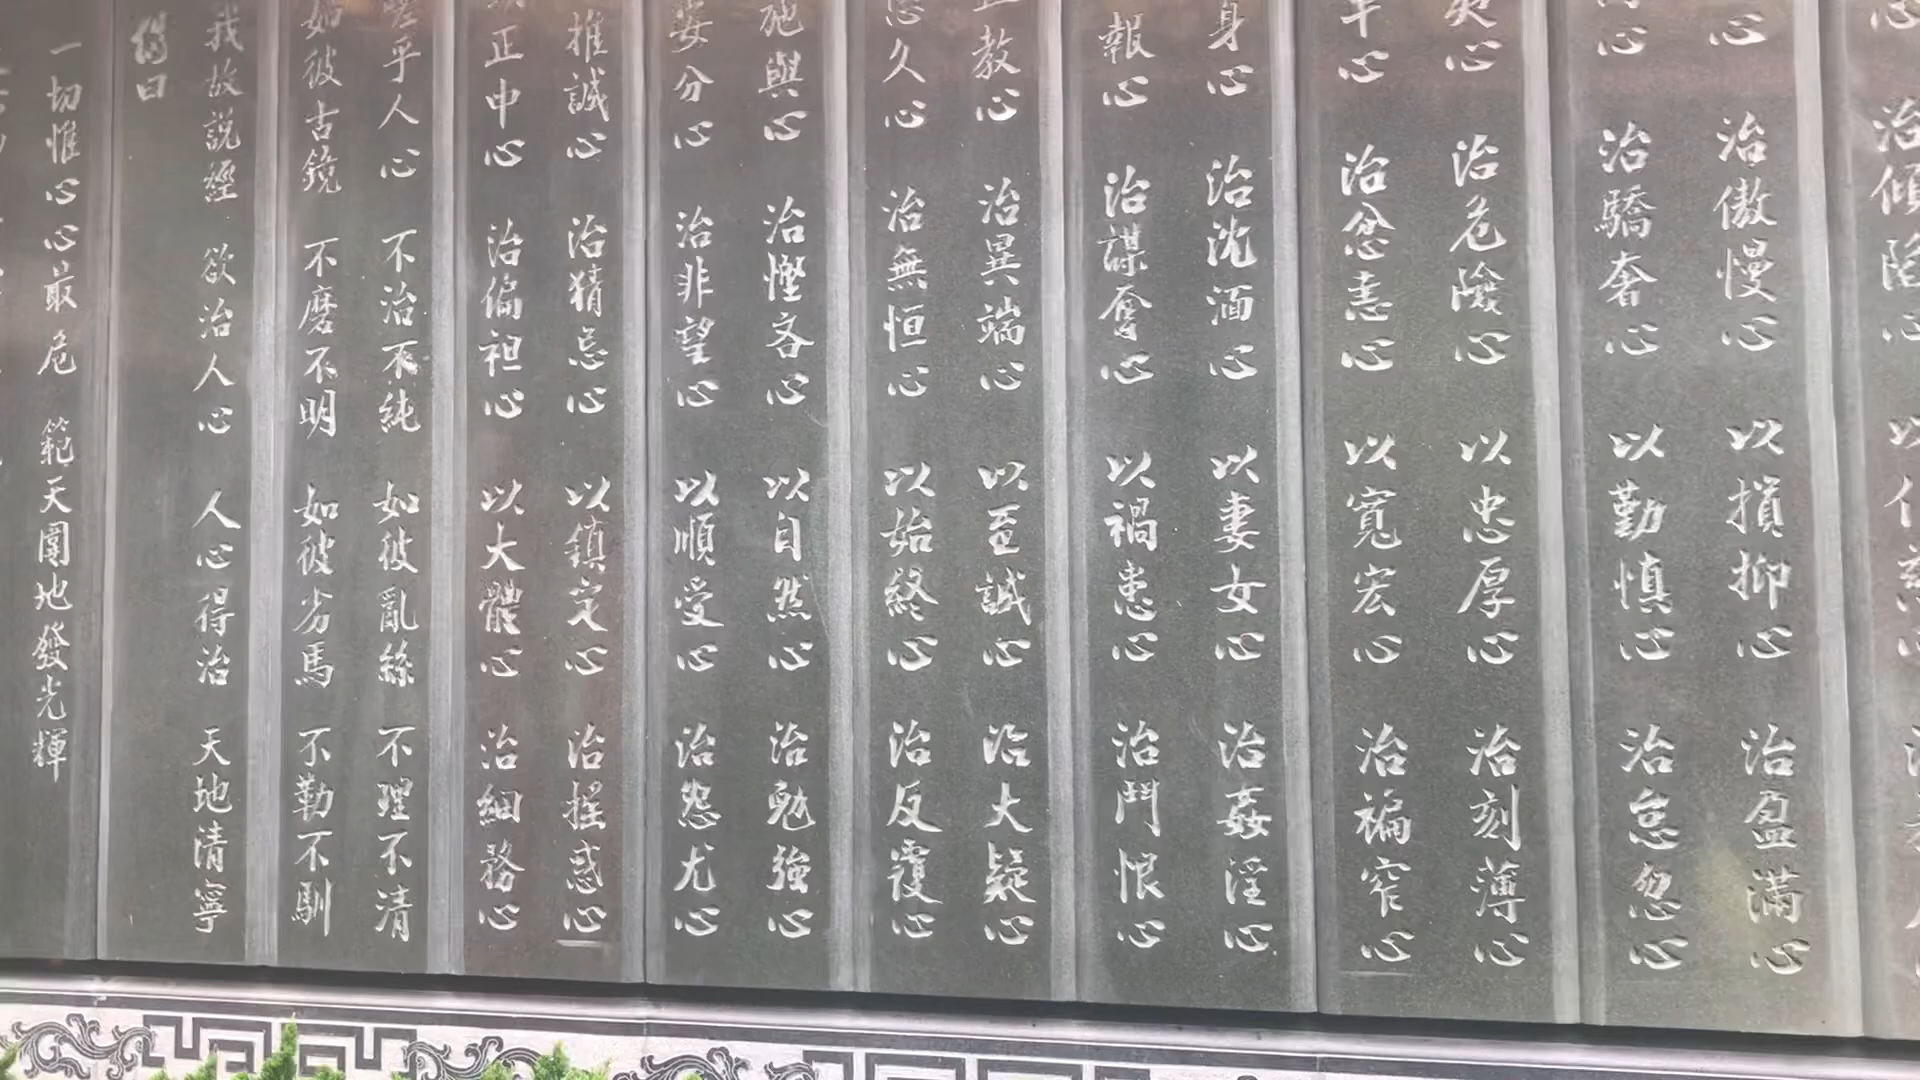 心 治傲慢心 以損抑心 治盈滿心
心 治驕奢心 以勤慎心 治怠忽心
心 治危險心 以忠厚心 治刻薄心
心 治忿恚心 以寬宏心 治褊窄心
身心 治沈湎心 以妻女心 治姦淫心
報心 治謀奪心 以禍患心 治鬥恨心
正教心 治異端心 以至誠心 治大疑心
久心 治無恒心 以始終心 治反覆心
施與心 治慳吝心 以自然心 治勉強心
安分心 治非望心 以順受心 治怨尤心
推誠心 治猜忌心 以鎮定心 治搖惑心
正中心 治偏袒心 以大體心 治細務心
嗟乎人心 不治不純 如彼亂絲 不理不清
如彼古鏡 不磨不明 如彼劣馬 不勒不馴
我故說經 欲治人心 人心得治 天地清寧
偈曰
一切惟心心最危 範天圍地發光輝